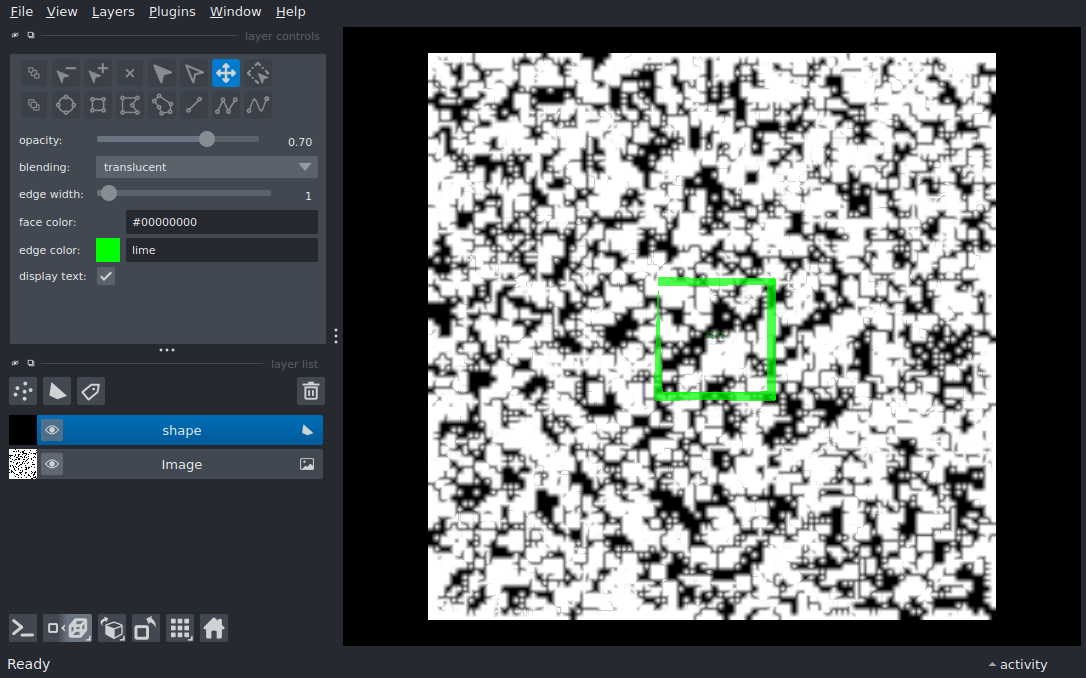 File View Layers Plugins Window Help
layer controls
opacity: 0.70
blending: translucent
edge width: 1
face color: #00000000
edge color: lime
display text:
layer list
shape
Image
Ready activity